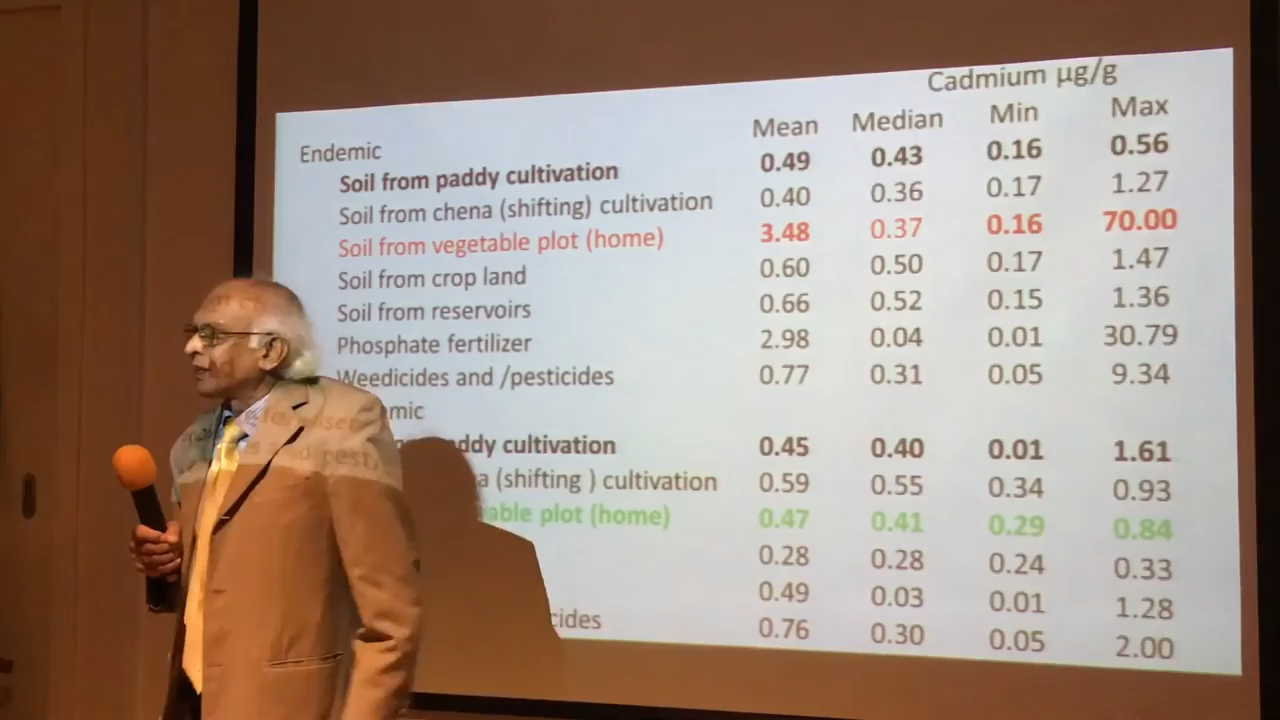 Cadmium µg/g
Mean Median Min Max
Endemic
Soil from paddy cultivation 0.49 0.43 0.16 0.56
Soil from chena (shifting) cultivation 0.40 0.36 0.17 1.27
Soil from vegetable plot (home) 3.48 0.37 0.16 70.00
Soil from crop land 0.60 0.50 0.17 1.47
Soil from reservoirs 0.66 0.52 0.15 1.36
Phosphate fertilizer 2.98 0.04 0.01 30.79
Weedicides and /pesticides 0.77 0.31 0.05 9.34
emic
ddy cultivation 0.45 0.40 0.01 1.61
a (shifting ) cultivation 0.59 0.55 0.34 0.93
able plot (home) 0.47 0.41 0.29 0.84
0.28 0.28 0.24 0.33
0.49 0.03 0.01 1.28
cides 0.76 0.30 0.05 2.00